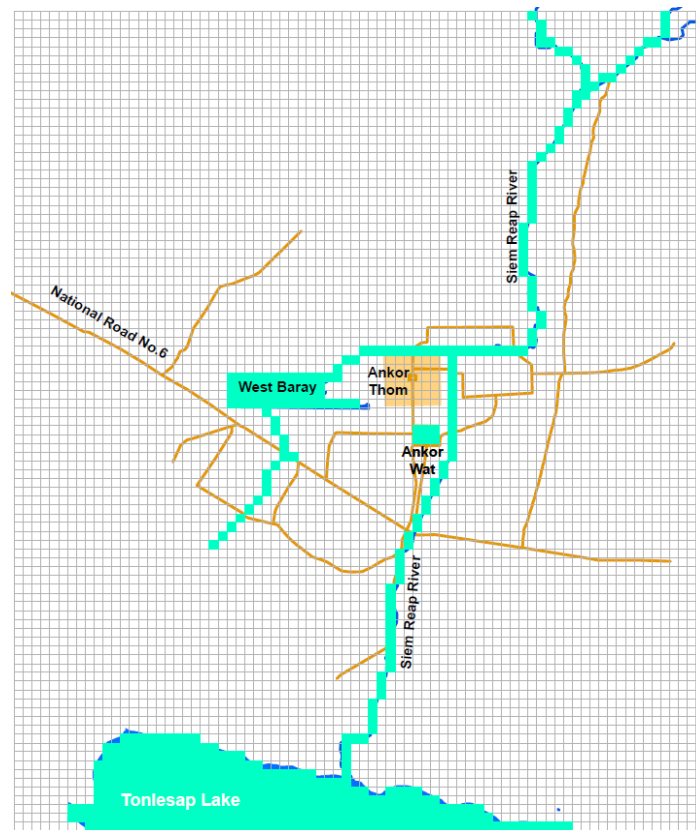 Siem Reap River
National Road No.6
Ankor
Thom
West Baray
Ankor
Wat
Siem Reap River
Tonlesap Lake